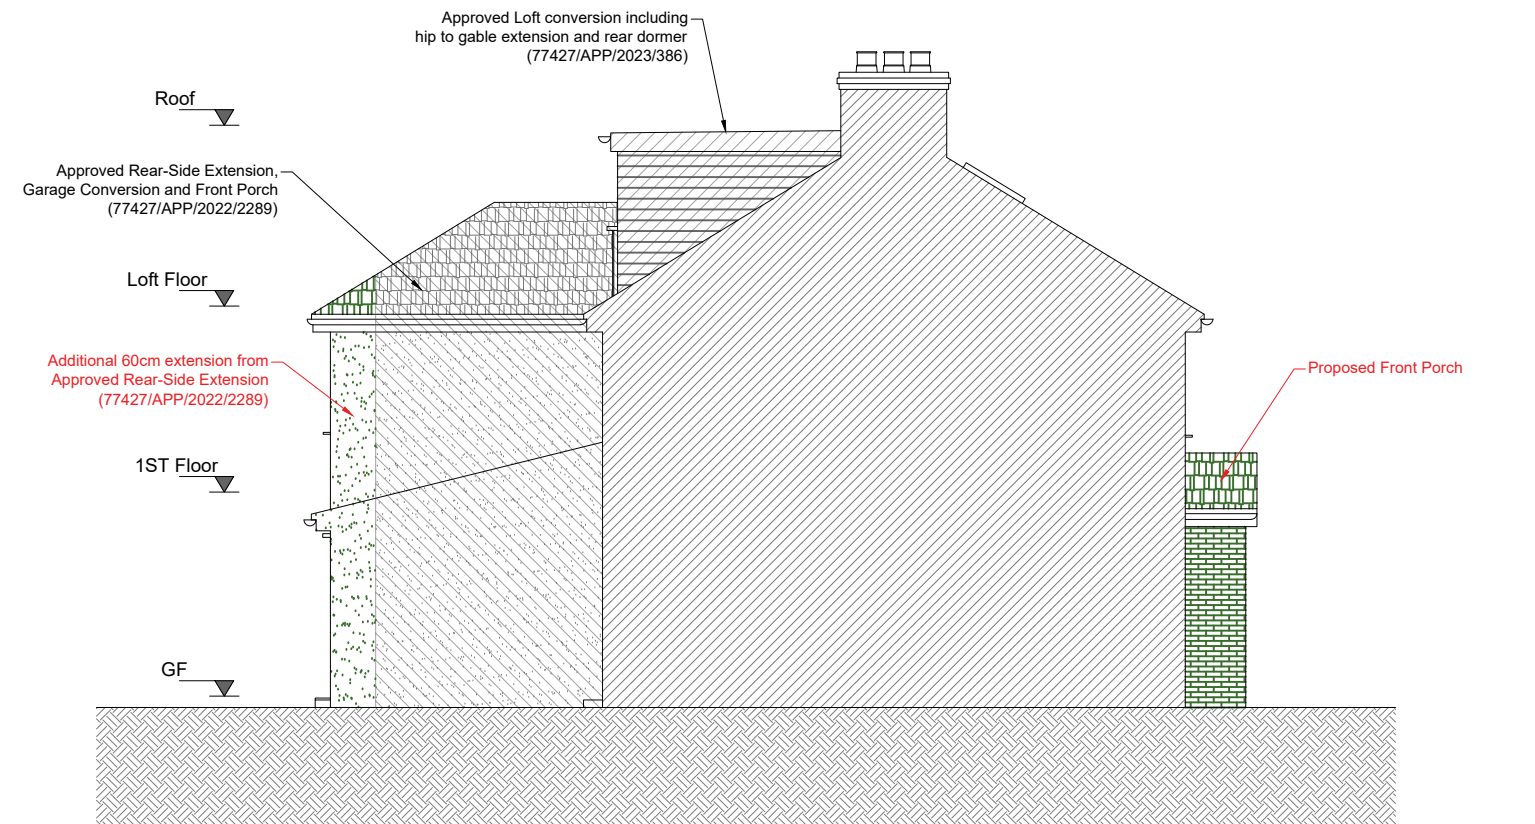 Approved Loft conversion including
hip to gable extension and rear dormer
(77427/APP/2023/386)
Roof
Approved Rear-Side Extension,
Garage Conversion and Front Porch
(77427/APP/2022/2289)
Loft Floor
Additional 60cm extension from
Approved Rear-Side Extension
(77427/APP/2022/2289)
Proposed Front Porch
1ST Floor
GF